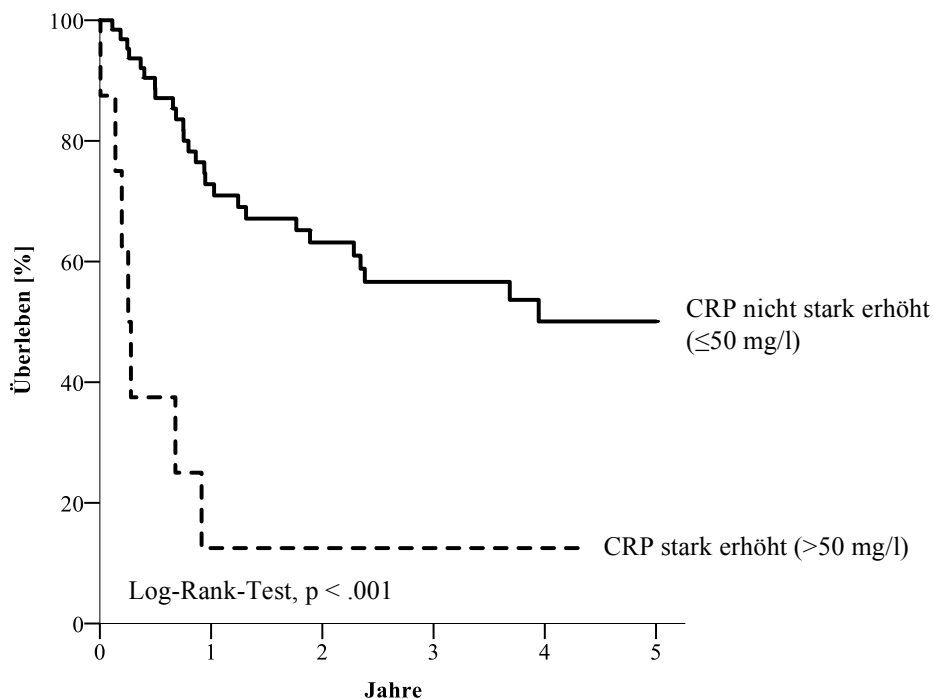 100
80
60
40
20
0
Überleben [%]
CRP nicht stark erhöht
(≤50 mg/l)
CRP stark erhöht (>50 mg/l)
Log-Rank-Test, p < .001
0 1 2 3 4 5
Jahre